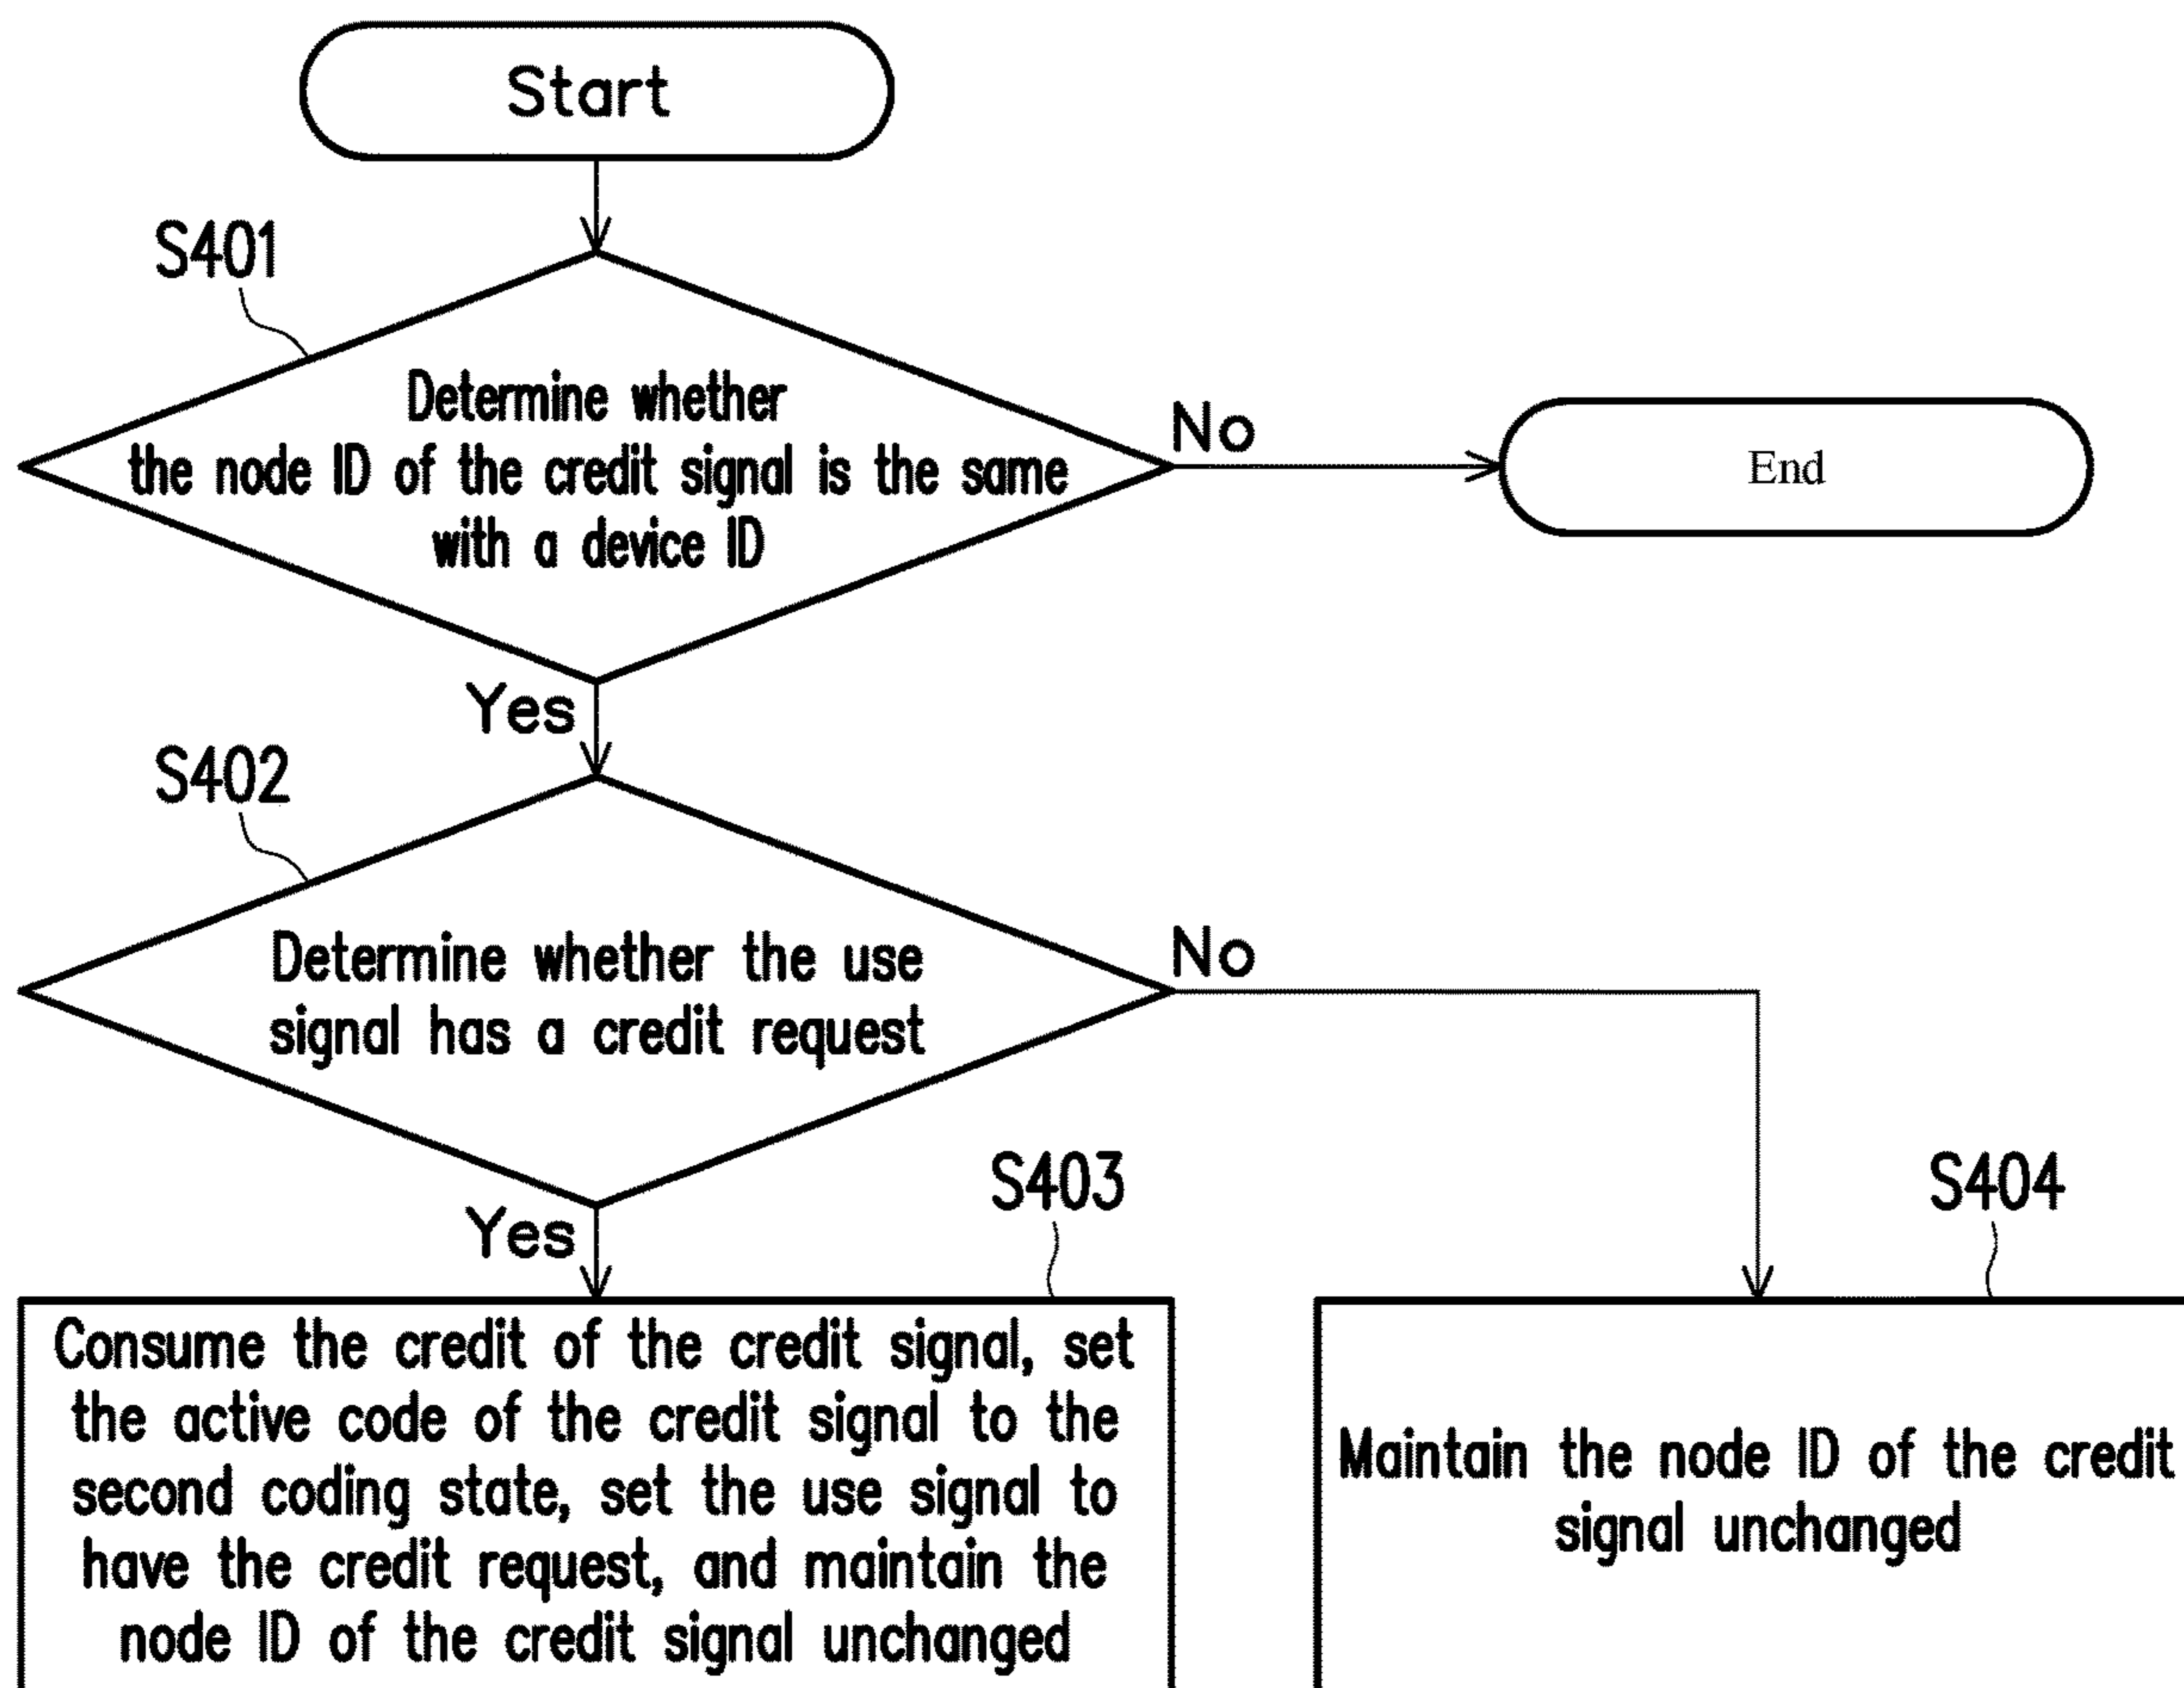 Start
S401
Determine whether
the node ID of the credit signal is the same
with a device ID
No
End
Yes
S402
Determine whether the use
signal has a credit request
No
Yes
S403
Consume the credit of the credit signal, set
the active code of the credit signal to the
second coding state, set the use signal to
have the credit request, and maintain the
node ID of the credit signal unchanged
S404
Maintain the node ID of the credit
signal unchanged